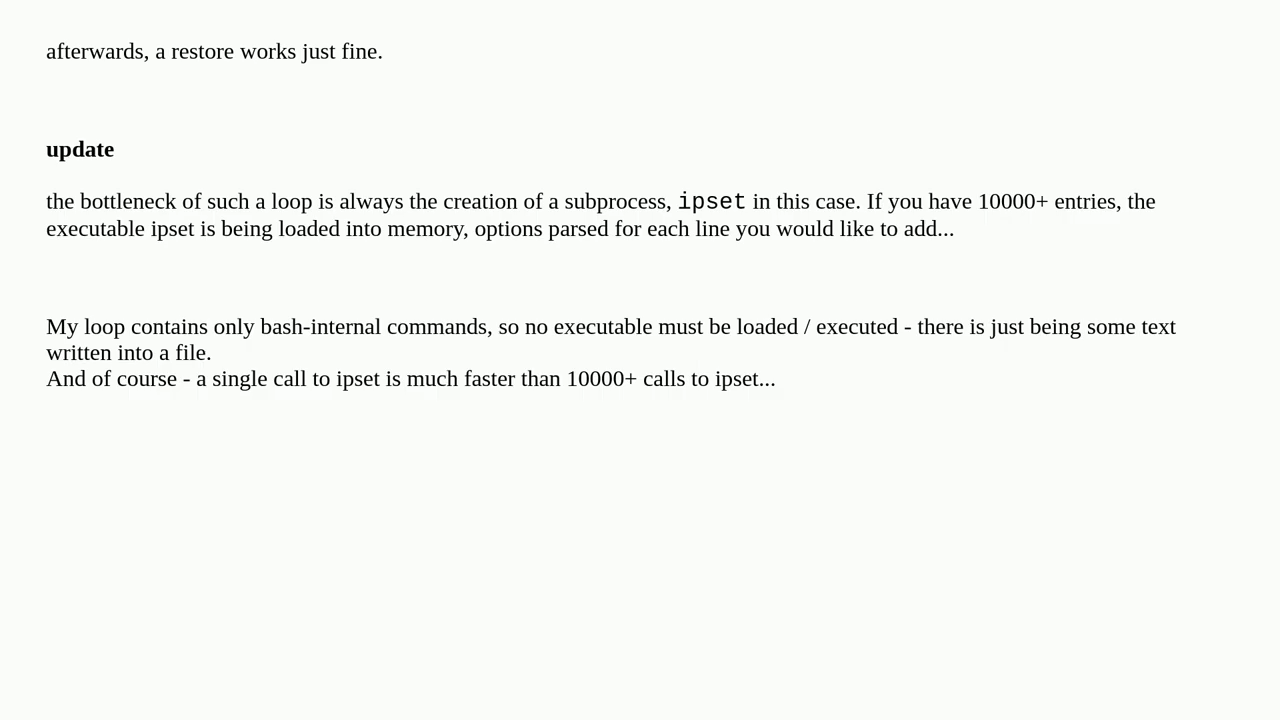 afterwards, a restore works just fine.
update
the bottleneck of such a loop is always the creation of a subprocess, ipset in this case. If you have 10000+ entries, the
executable ipset is being loaded into memory, options parsed for each line you would like to add...
My loop contains only bash-internal commands, so no executable must be loaded / executed - there is just being some text
written into a file.
And of course - a single call to ipset is much faster than 10000+ calls to ipset...